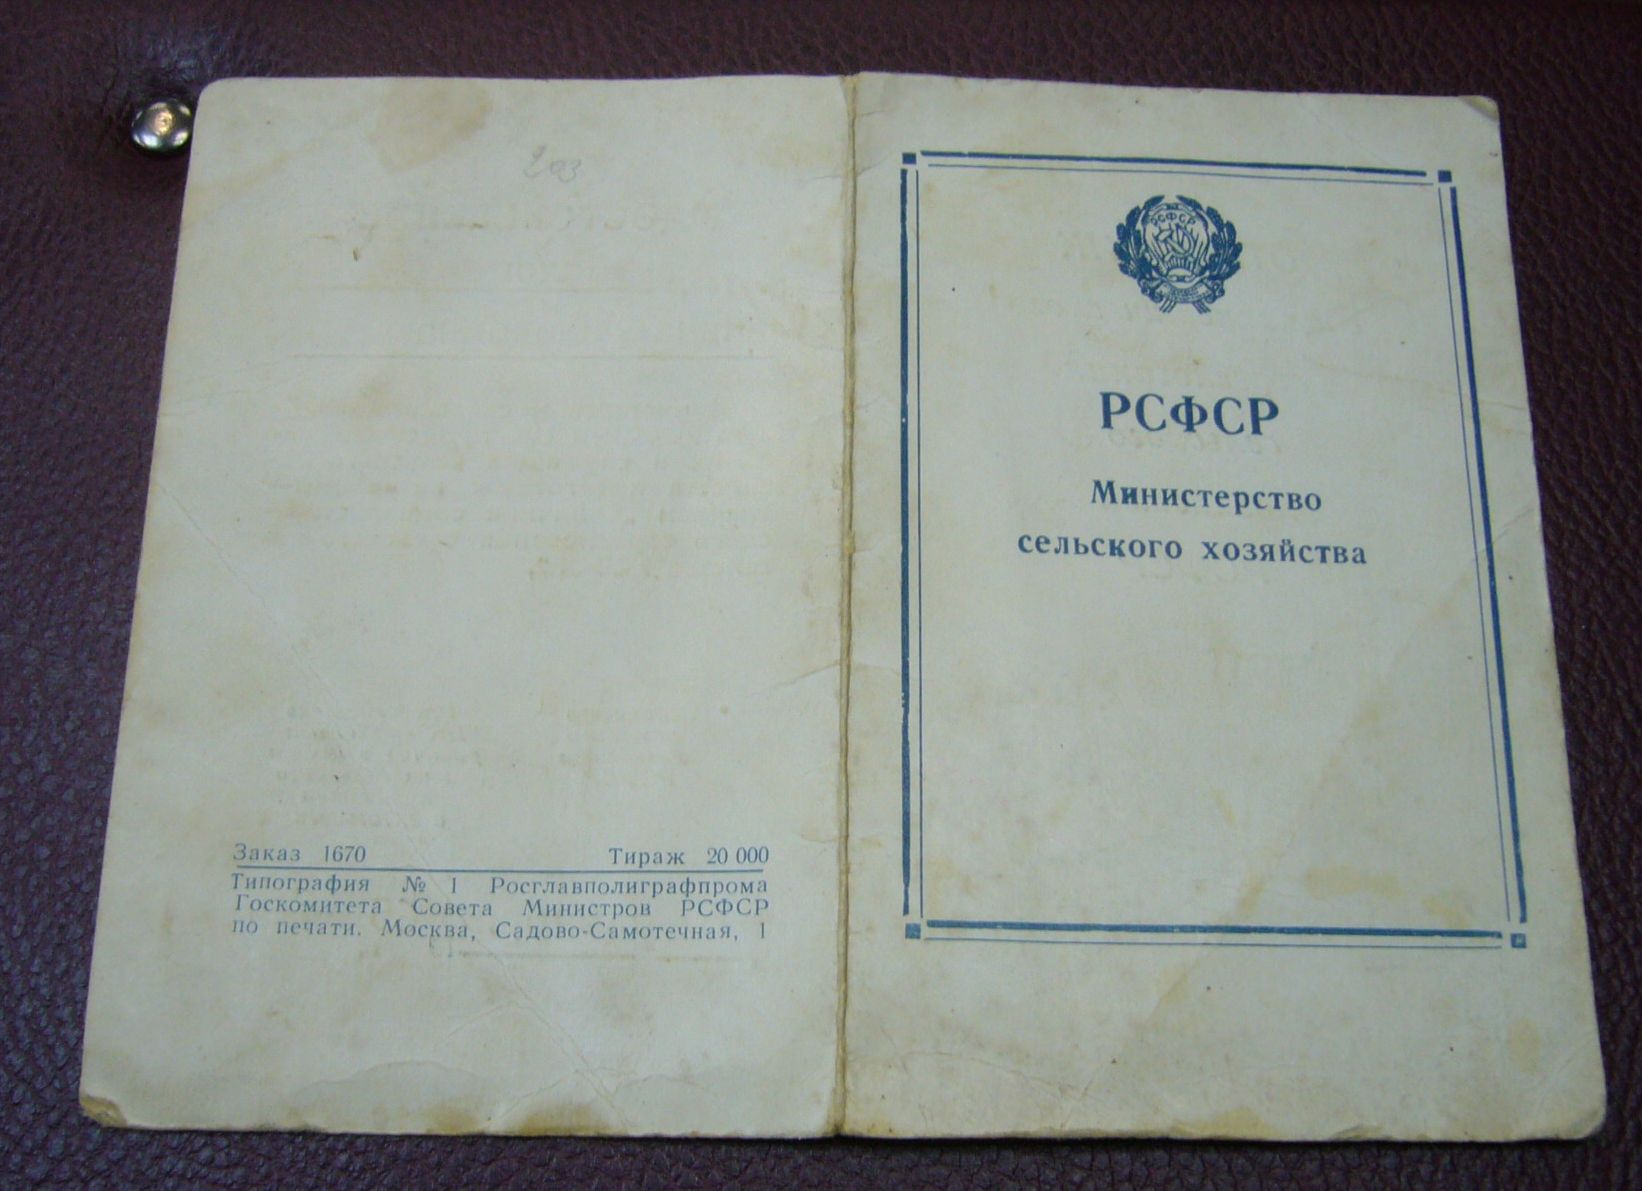 203
Заказ 1670 Тираж 20 000
Типография № 1 Росглавполиграфпрома
Госкомитета Совета Министров РСФСР
по печати. Москва, Садово-Самотечная, 1
РСФСР
РСФСР
Министерство
сельского хозяйства